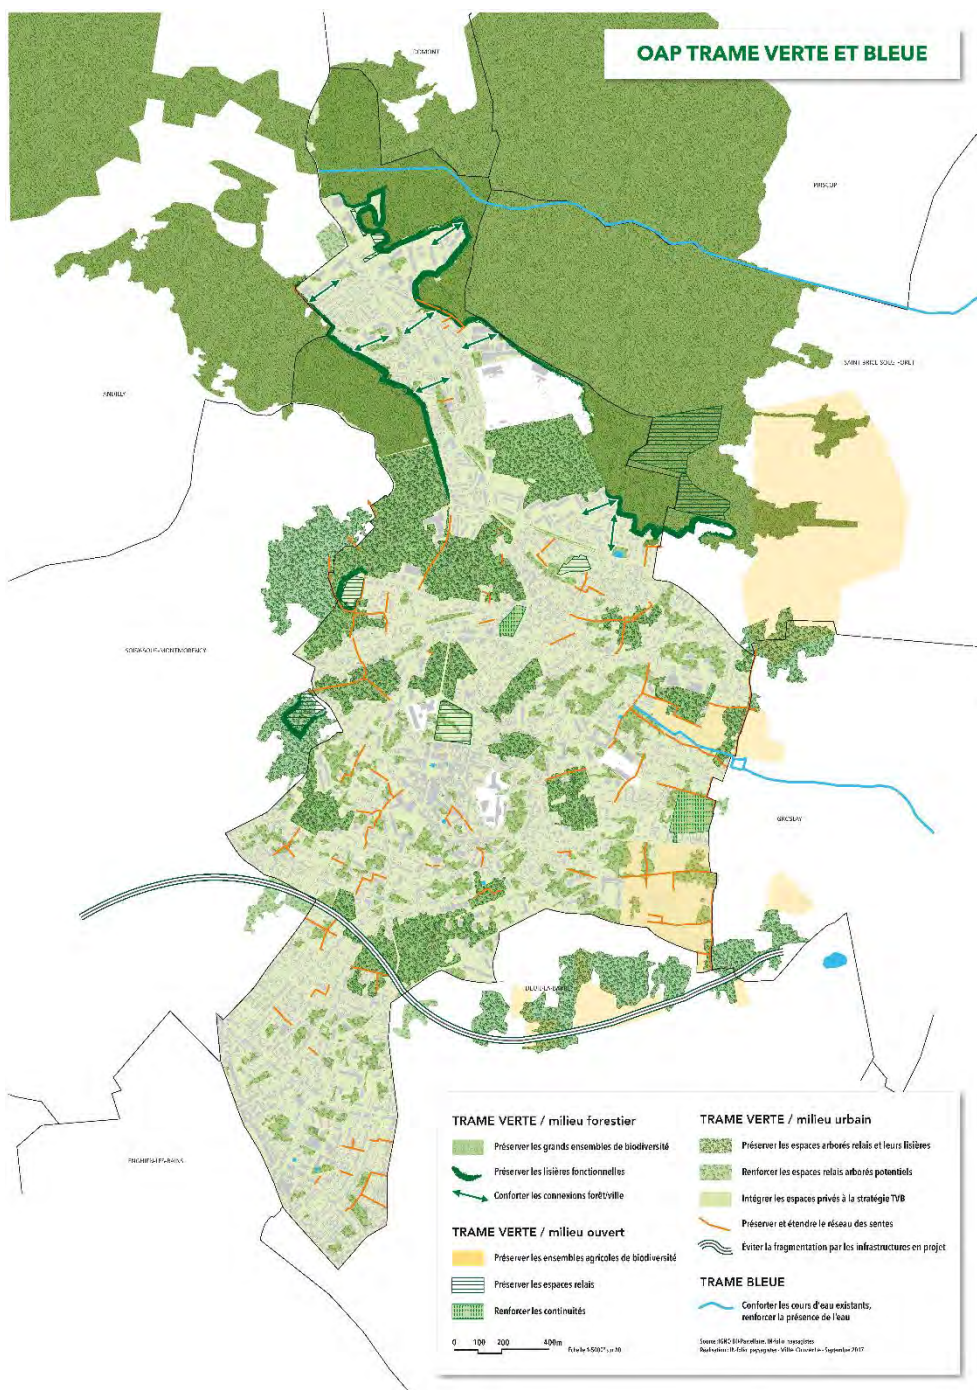 OAP TRAME VERTE ET BLEUE
DOMONT
PISCOP
SAINT BRICE SOUS FORÊT
ANDILLY
SOISY-SOUS-MONTMORENCY
GROSLAY
DEUIL-LA-BARRE
ENGHIEN-LES-BAINS
TRAME VERTE / milieu forestier
Préserver les grands ensembles de biodiversité
Préserver les lisières fonctionnelles
Conforter les connexions forêt/ville
TRAME VERTE / milieu ouvert
Préserver les ensembles agricoles de biodiversité
Préserver les espaces relais
Renforcer les continuités
0 100 200 400m
TRAME VERTE / milieu urbain
Préserver les espaces arborés relais et leurs lisières
Renforcer les espaces relais arborés potentiels
Intégrer les espaces privés à la stratégie TVB
Préserver et étendre le réseau des sentes
Éviter la fragmentation par les infrastructures en projet
TRAME BLEUE
Conforter les cours d'eau existants,
renforcer la présence de l'eau